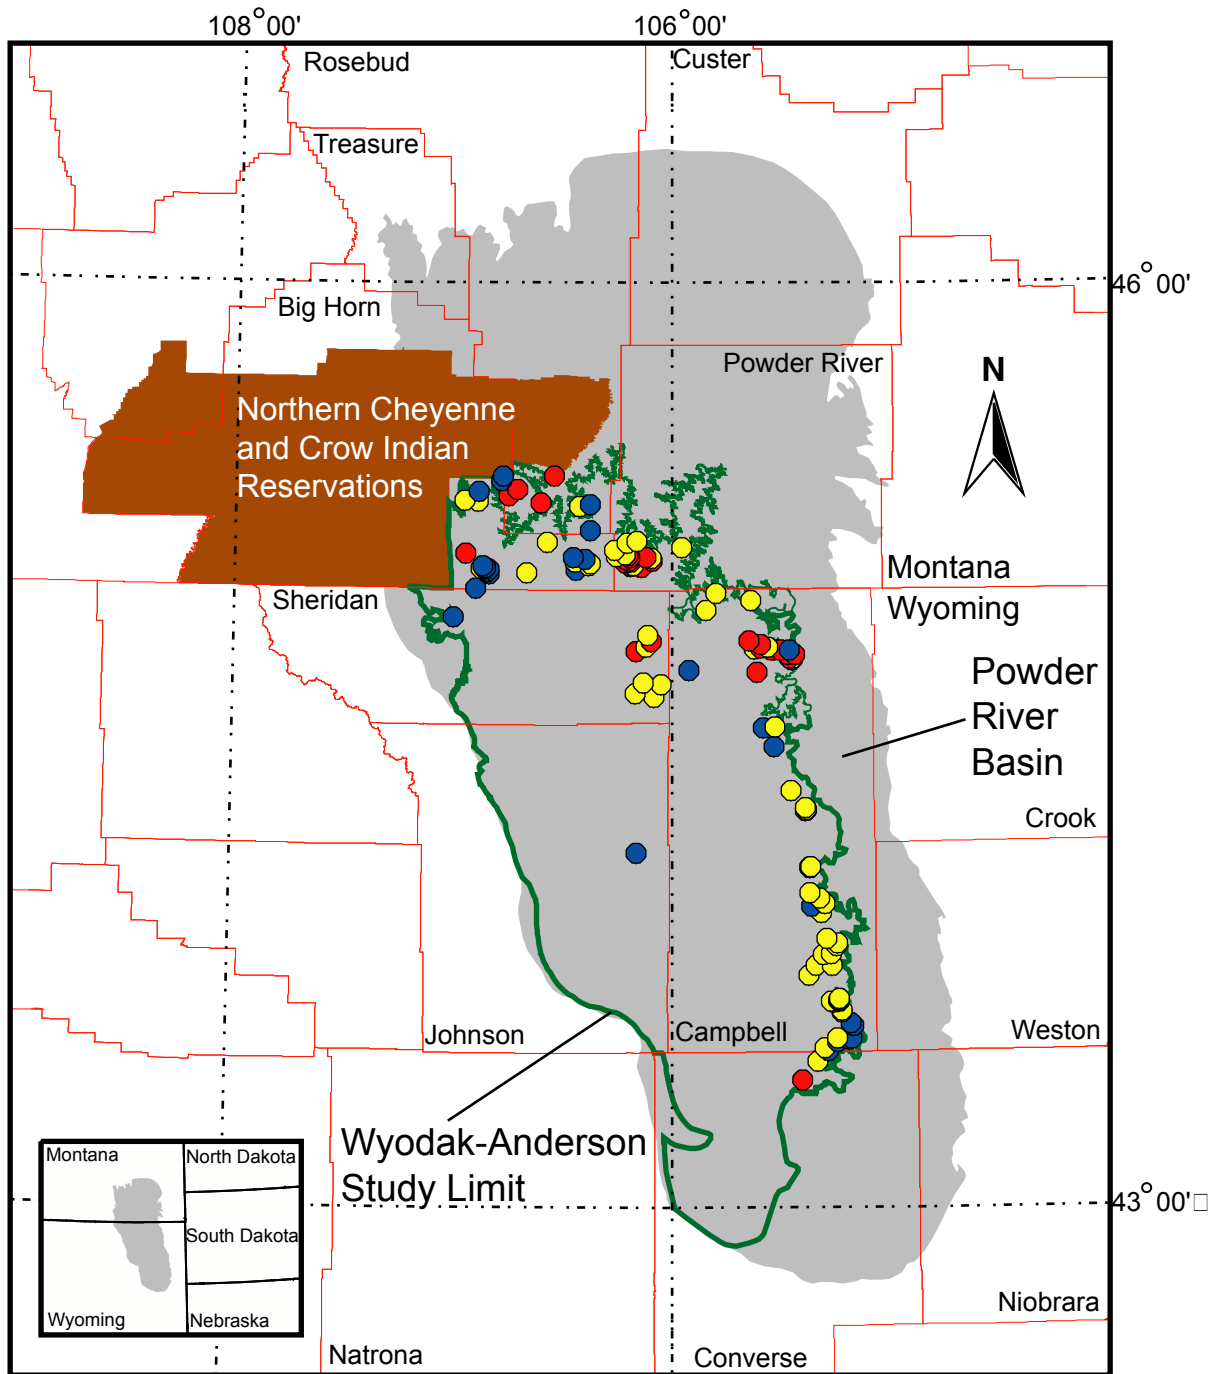 108°00'
106°00'
Rosebud
Custer
Treasure
46°00'
Big Horn
Powder River
N
Northern Cheyenne
and Crow Indian
Reservations
Montana
Sheridan
Wyoming
Powder
River
Basin
Crook
Johnson
Campbell
Weston
Wyodak-Anderson
Study Limit
Montana
North Dakota
South Dakota
Wyoming
Nebraska
43°00'□
Niobrara
Natrona
Converse